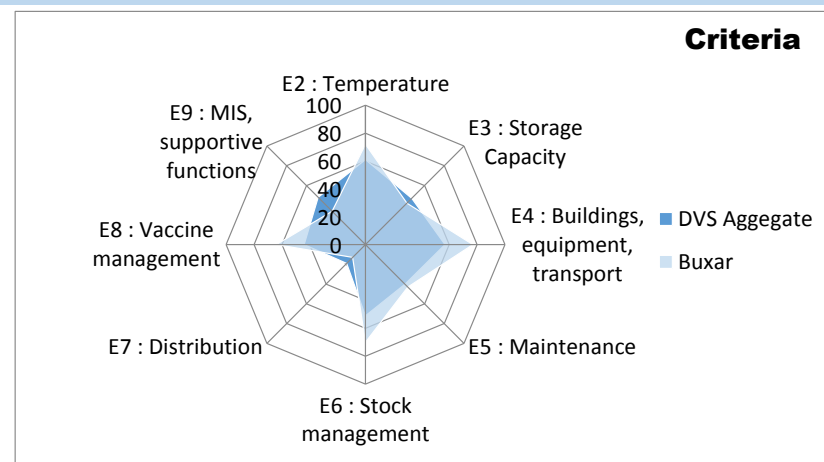 Criteria
E2 : Temperature
100
80
60
40
20
0
E3 : Storage
Capacity
E4 : Buildings,
equipment,
transport
E5 : Maintenance
E6 : Stock
management
E7 : Distribution
E8 : Vaccine
management
E9 : MIS,
supportive
functions
DVS Aggegate
Buxar